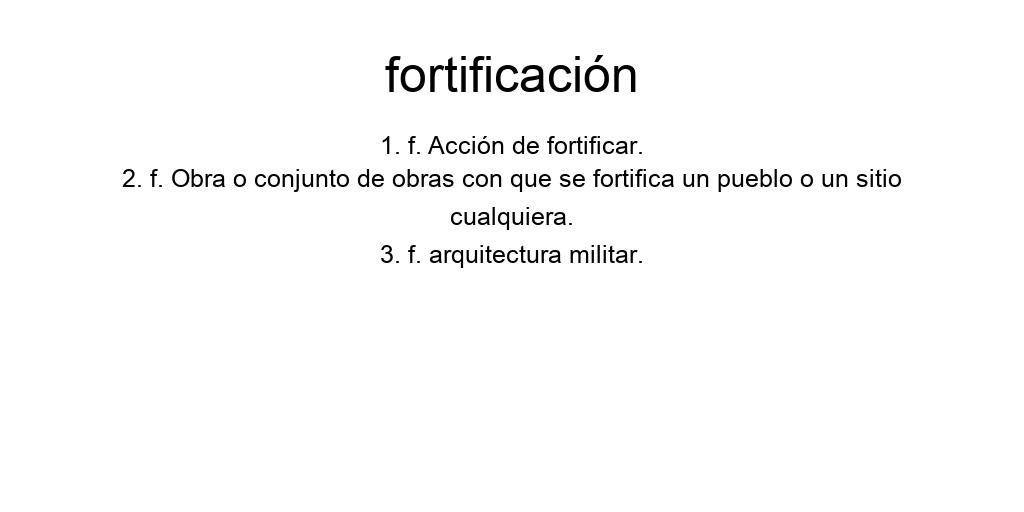 fortificación
1. f. Acción de fortificar.
2. f. Obra o conjunto de obras con que se fortifica un pueblo o un sitio
cualquiera.
3. f. arquitectura militar.